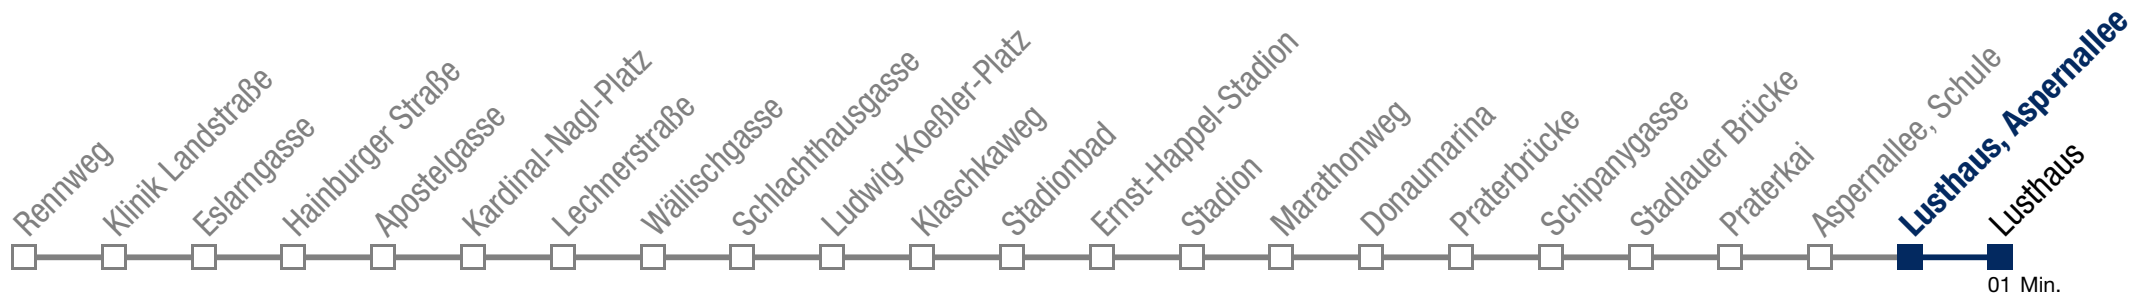 Rennweg
Klinik Landstraße
Eslarngasse
Hainburger Straße
Apostelgasse
Kardinal-Nagl-Platz
Lechnerstraße
Wällischgasse
Schlachthausgasse
Ludwig-Koeßler-Platz
Klaschkaweg
Stadionbad
Ernst-Happel-Stadion
Stadion
Marathonweg
Donaumarina
Praterbrücke
Schipanygasse
Stadlauer Brücke
Praterkai
Aspernallee, Schule
Lusthaus, Aspernallee
Lusthaus
01 Min.